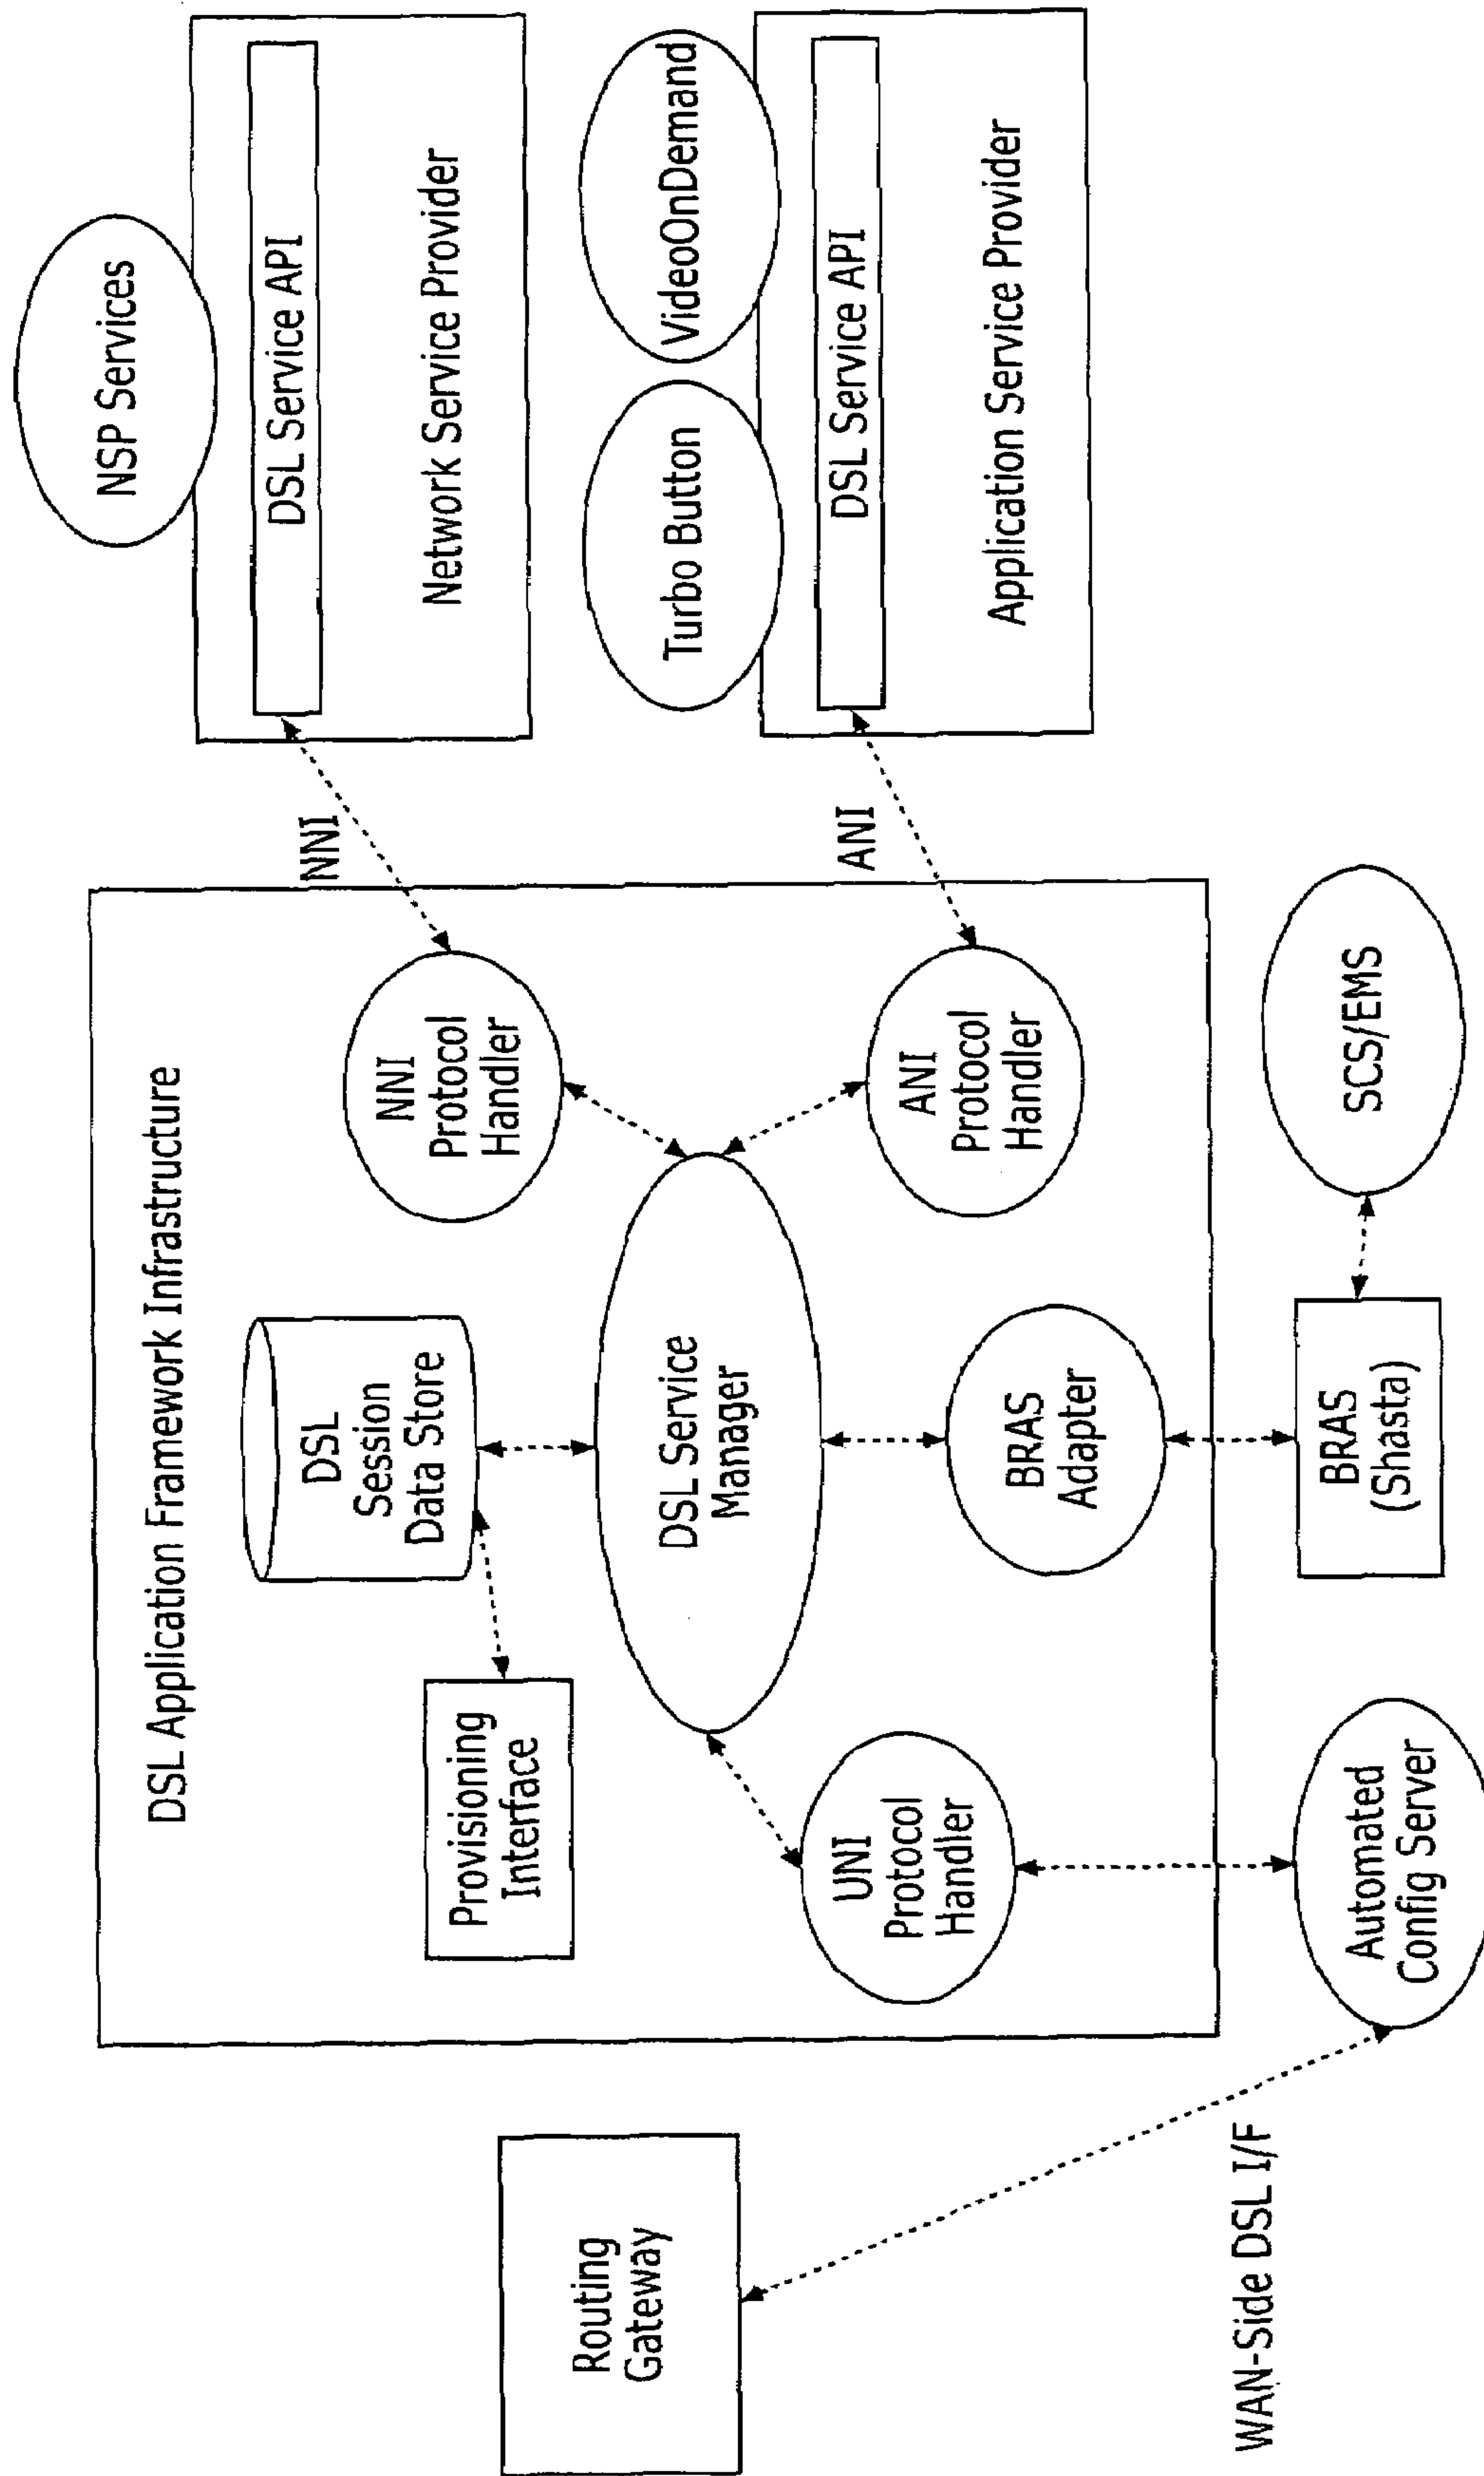 DSL Application Framework Infrastructure
NSP Services
DSL Service API
Network Service Provider
NNI
NNI
Protocol
Handler
DSL
Session
Data Store
Provisioning
Interface
Routing
Gateway
DSL Service
Manager
Turbo Button
VideoOnDemand
DSL Service API
Application Service Provider
ANI
ANI
Protocol
Handler
UNI
Protocol
Handler
BRAS
Adapter
WAN-Side DSL I/F
Automated
Config Server
BRAS
(Shasta)
SCS/EMS